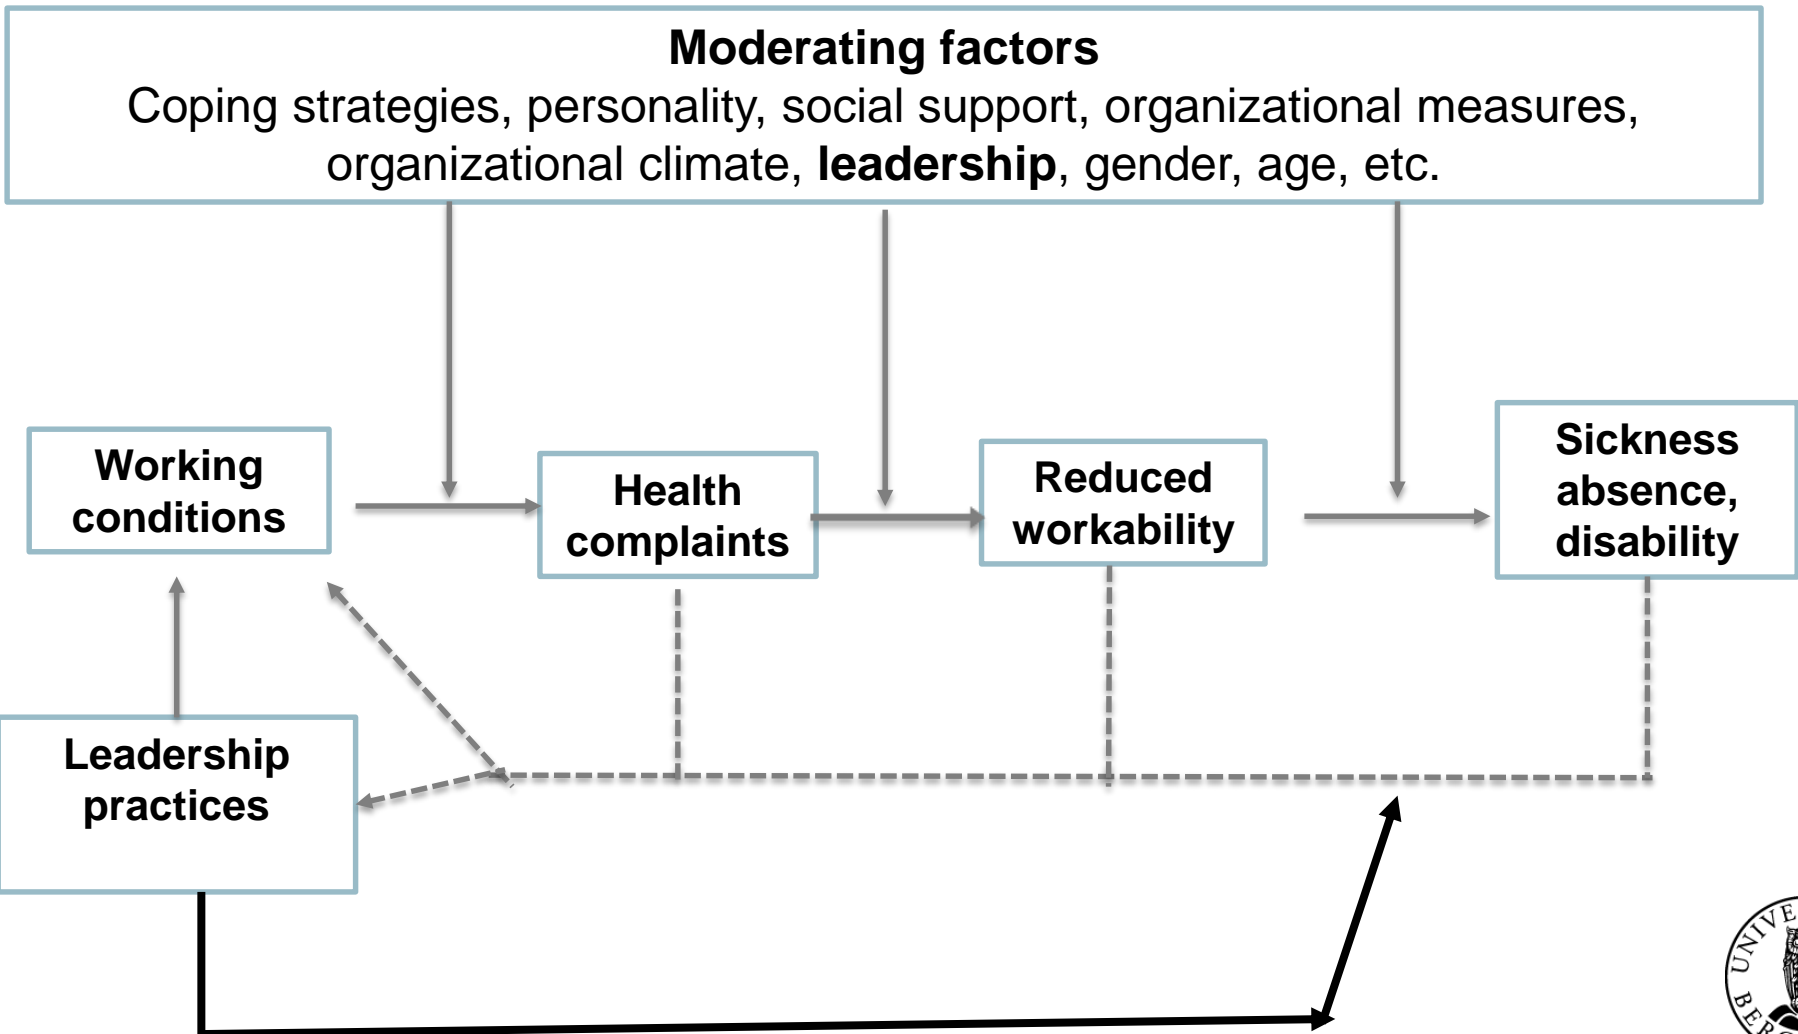 Moderating factors
Coping strategies, personality, social support, organizational measures,
organizational climate, leadership, gender, age, etc.
Working
conditions
Health
complaints
Reduced
workability
Sickness
absence,
disability
Leadership
practices